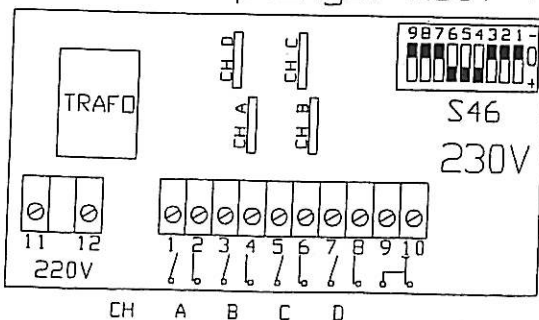 987654321-
0
+
CH D
CH C
TRAFO
CH A
CH B
S46
230V
11 12
1 2 3 4 5 6 7 8 9 10
220V
CH A B C D